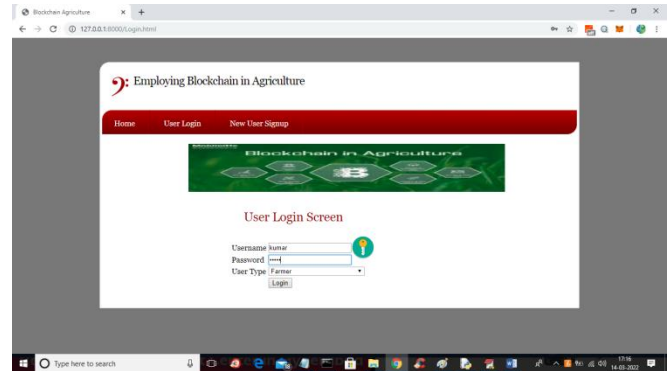 Blockchain Agriculture
127.0.0.1:8000/Login.html
Employing Blockchain in Agriculture
Home User Login New User Signup
Blockchain in Agriculture
User Login Screen
Username kumar
Password •••••
User Type Farmer
Login
Type here to search
17:16
14-03-2022